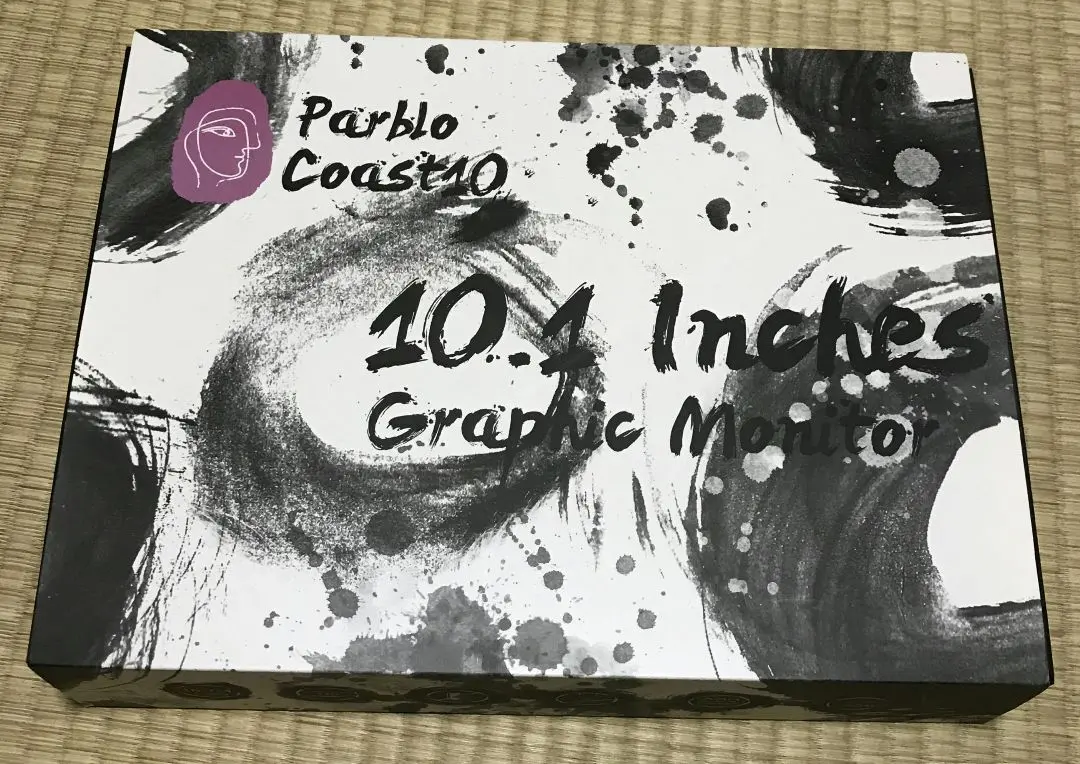 Parblo
Coast10
10.1 Inches
Graphic Monitor